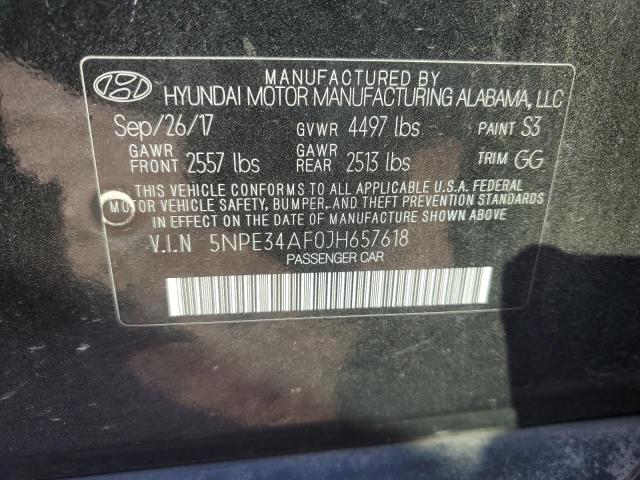 MANUFACTURED BY
HYUNDAI MOTOR MANUFACTURING ALABAMA, LLC
Sep/26/17 GVWR 4497 lbs PAINT S3
GAWR FRONT 2557 lbs GAWR REAR 2513 lbs TRIM GG
THIS VEHICLE CONFORMS TO ALL APPLICABLE U.S.A. FEDERAL
MOTOR VEHICLE SAFETY, BUMPER, AND THEFT PREVENTION STANDARDS
IN EFFECT ON THE DATE OF MANUFACTURE SHOWN ABOVE.
V.I.N 5NPE34AF0JH657618
PASSENGER CAR